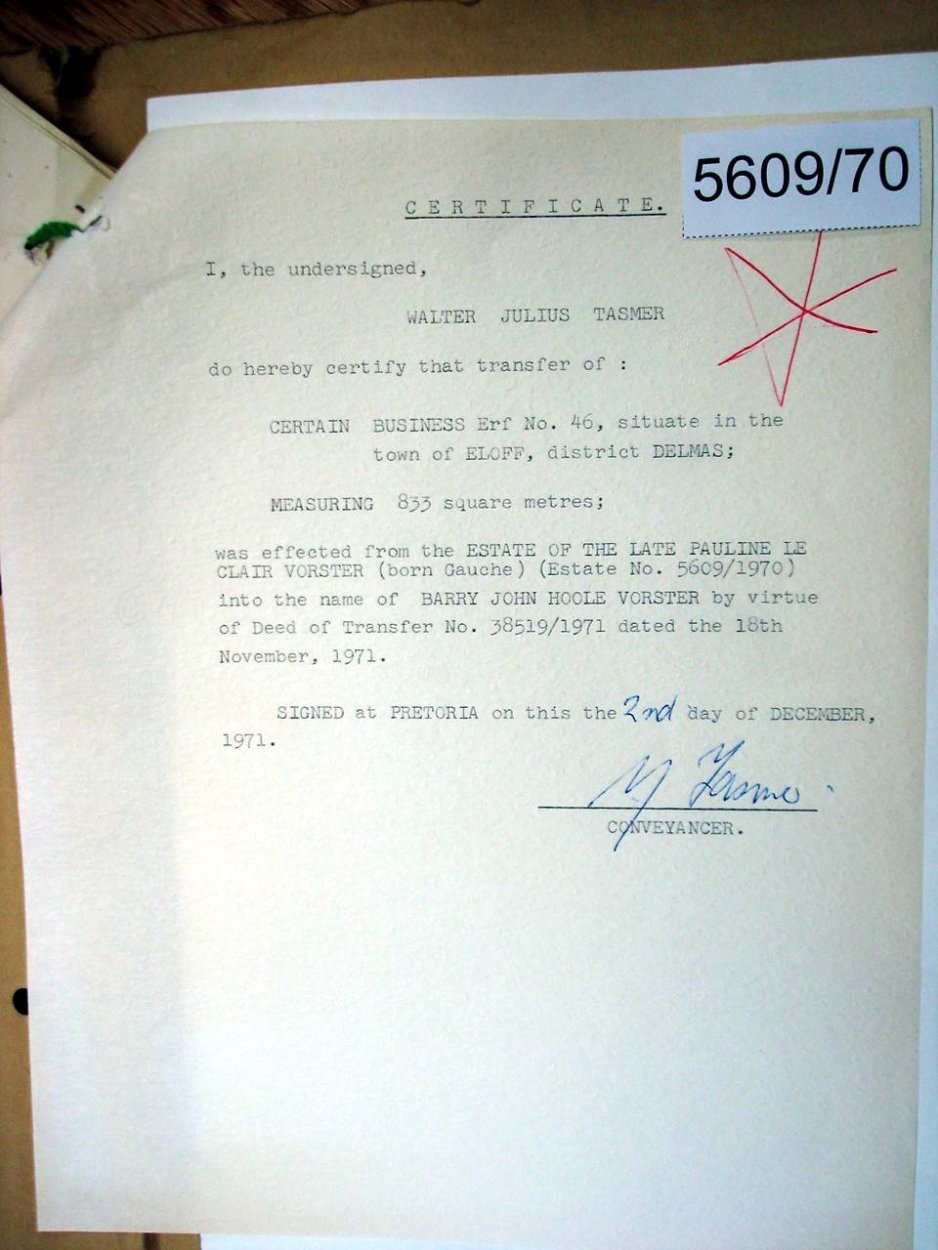 5609/70
CERTIFICATE.
I, the undersigned,
WALTER JULIUS TASMER
do hereby certify that transfer of :
CERTAIN BUSINESS Erf No. 46, situate in the
town of ELOFF, district DELMAS;
MEASURING 833 square metres;
was effected from the ESTATE OF THE LATE PAULINE LE
CLAIR VORSTER (born Gauche) (Estate No. 5609/1970)
into the name of BARRY JOHN HOOLE VORSTER by virtue
of Deed of Transfer No. 38519/1971 dated the 18th
November, 1971.
SIGNED at PRETORIA on this the 2nd day of DECEMBER,
1971.
CONVEYANCER.